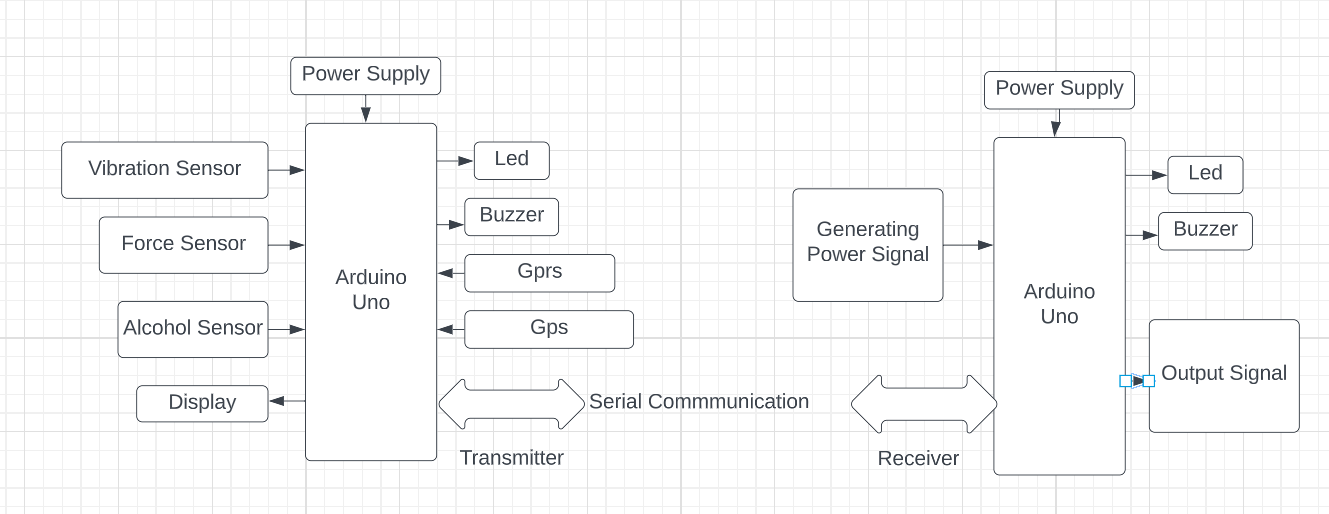 Power Supply
Vibration Sensor
Force Sensor
Alcohol Sensor
Display
Arduino
Uno
Led
Buzzer
Gprs
Gps
Serial Commmunication
Transmitter
Power Supply
Generating
Power Signal
Arduino
Uno
Led
Buzzer
Output Signal
Receiver